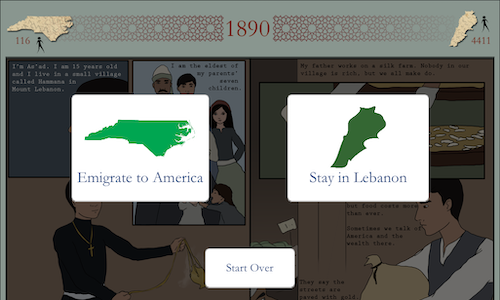 1890
116
4411
I'm As'ad. I am 15 years old
and I live in a small village
called Hammana in
Mount Lebanon.
I am the eldest of
my parents'
seven
children.
My father works on a silk farm. Nobody in our
village is rich, but we all make do.
Emigrate to America
Stay in Lebanon
but food costs more
than ever.
Sometimes we talk of
America and the
wealth there.
Start Over
They say the
streets are
paved with gold